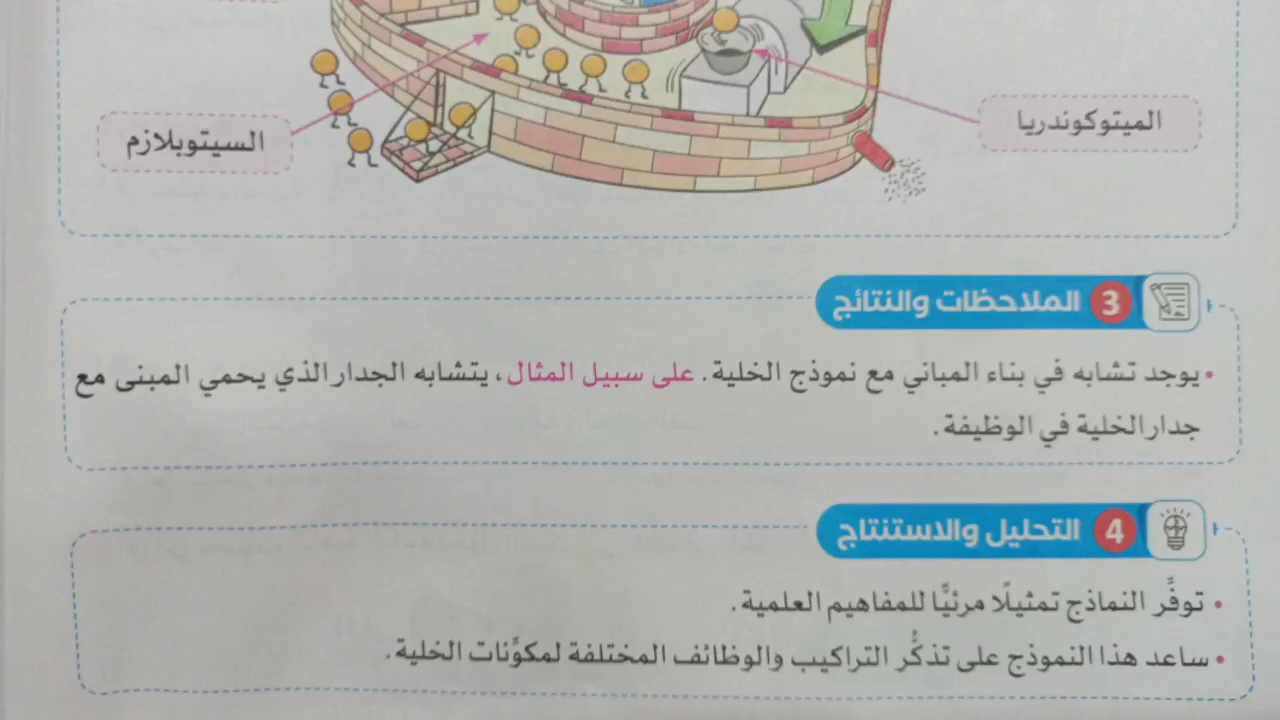 الميتوكوندريا
السيتوبلازم
3 الملاحظات والنتائج
• يوجد تشابه في بناء المباني مع نموذج الخلية. على سبيل المثال، يتشابه الجدار الذي يحمي المبنى مع
جدار الخلية في الوظيفة.
4 التحليل والاستنتاج
• توفِّر النماذج تمثيلًا مرئيًّا للمفاهيم العلمية.
• ساعد هذا النموذج على تذكُّر التراكيب والوظائف المختلفة لمكوِّنات الخلية.